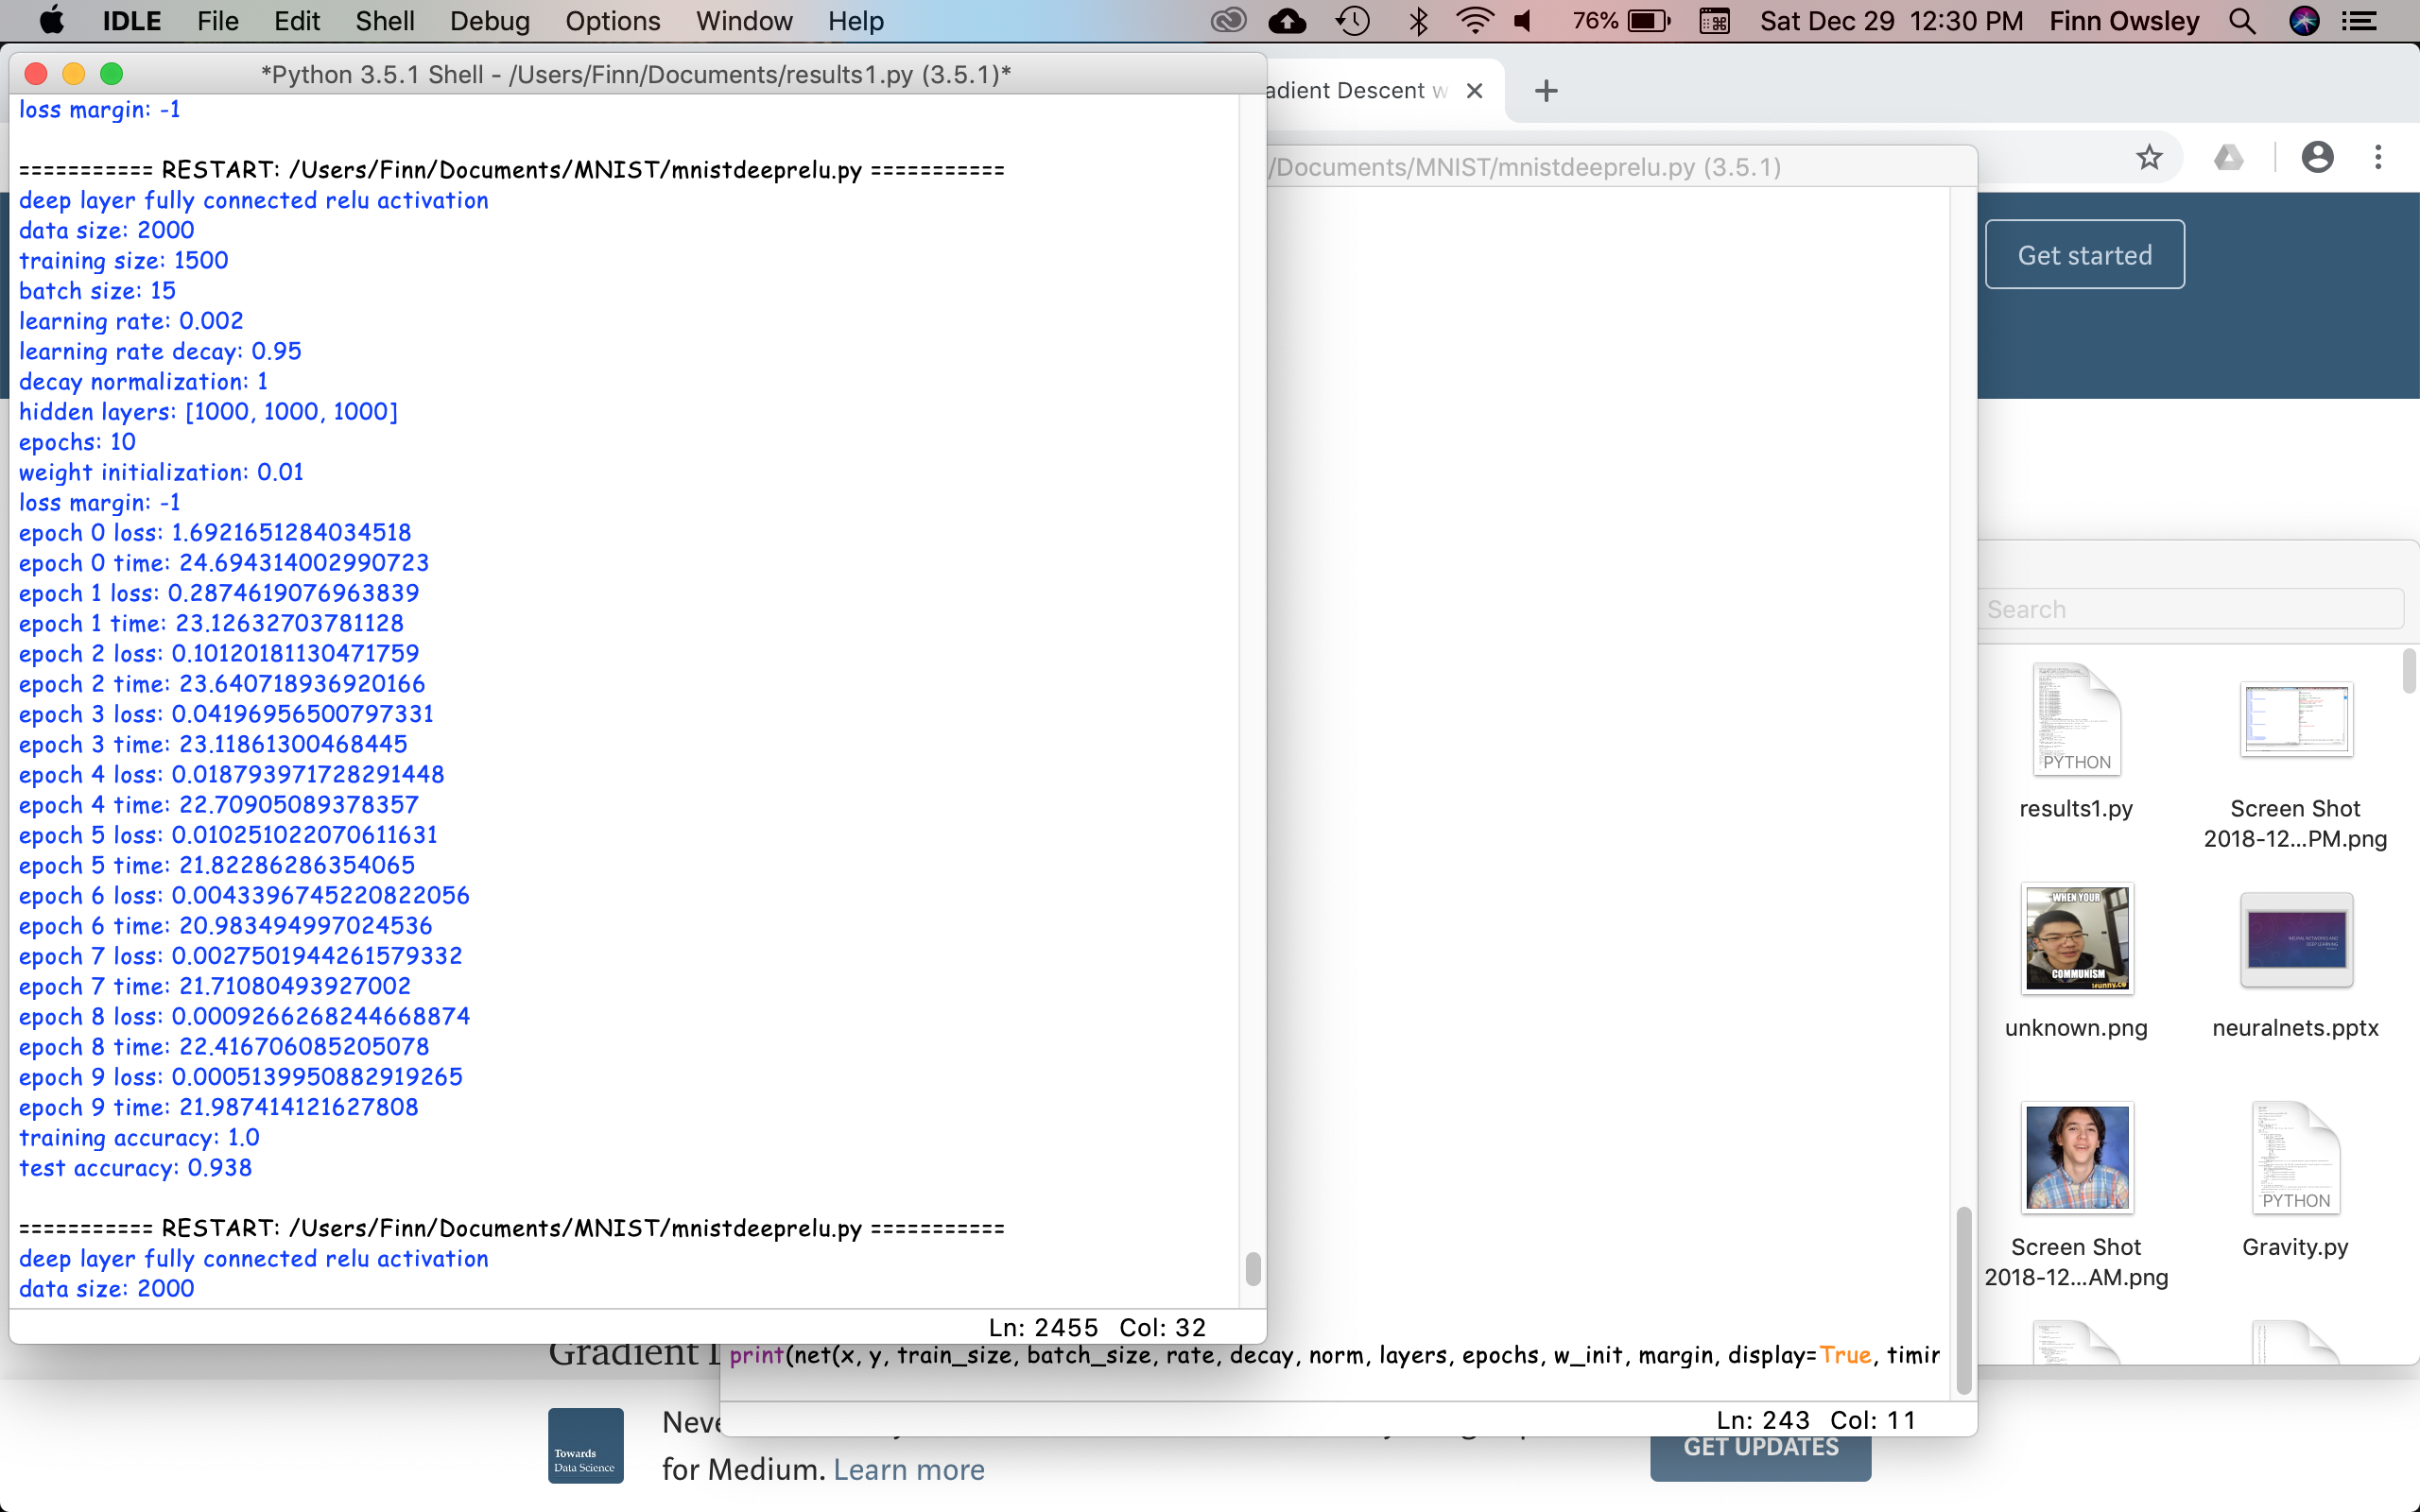 IDLE File Edit Shell Debug Options Window Help 76% Sat Dec 29 12:30 PM Finn Owsley
*Python 3.5.1 Shell - /Users/Finn/Documents/results1.py (3.5.1)*
loss margin: -1
=========== RESTART: /Users/Finn/Documents/MNIST/mnistdeeprelu.py ===========
deep layer fully connected relu activation
data size: 2000
training size: 1500
batch size: 15
learning rate: 0.002
learning rate decay: 0.95
decay normalization: 1
hidden layers: [1000, 1000, 1000]
epochs: 10
weight initialization: 0.01
loss margin: -1
epoch 0 loss: 1.6921651284034518
epoch 0 time: 24.694314002990723
epoch 1 loss: 0.2874619076963839
epoch 1 time: 23.12632703781128
epoch 2 loss: 0.10120181130471759
epoch 2 time: 23.640718936920166
epoch 3 loss: 0.04196956500797331
epoch 3 time: 23.11861300468445
epoch 4 loss: 0.018793971728291448
epoch 4 time: 22.70905089378357
epoch 5 loss: 0.010251022070611631
epoch 5 time: 21.82286286354065
epoch 6 loss: 0.0043396745220822056
epoch 6 time: 20.983494997024536
epoch 7 loss: 0.0027501944261579332
epoch 7 time: 21.71080493927002
epoch 8 loss: 0.0009266268244668874
epoch 8 time: 22.416706085205078
epoch 9 loss: 0.0005139950882919265
epoch 9 time: 21.987414121627808
training accuracy: 1.0
test accuracy: 0.938
=========== RESTART: /Users/Finn/Documents/MNIST/mnistdeeprelu.py ===========
deep layer fully connected relu activation
data size: 2000
Ln: 2455 Col: 32
adient Descent w
/Documents/MNIST/mnistdeeprelu.py (3.5.1)
print(net(x, y, train_size, batch_size, rate, decay, norm, layers, epochs, w_init, margin, display=True, timin
Ln: 243 Col: 11
Get started
Search
PYTHON
results1.py
Screen Shot
2018-12...PM.png
WHEN YOUR
COMMUNISM
unknown.png
NEURAL NETWORKS AND
DEEP LEARNING
neuralnets.pptx
Screen Shot
2018-12...AM.png
PYTHON
Gravity.py
Gradient
Towards
Data Science
Neve
for Medium. Learn more
GET UPDATES